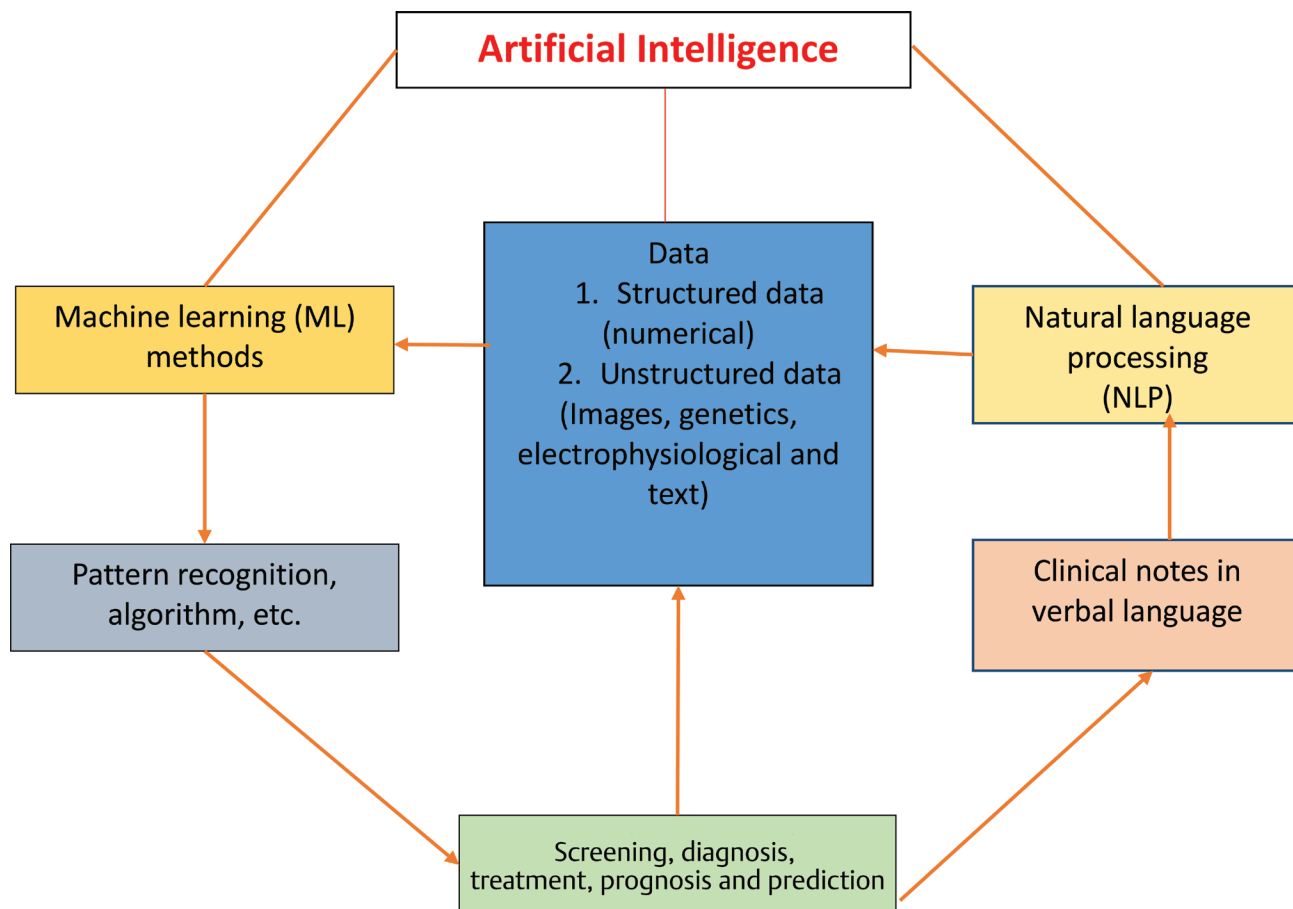 Artificial Intelligence
Data
1. Structured data
(numerical)
2. Unstructured data
(Images, genetics,
electrophysiological and
text)
Machine learning (ML)
methods
Natural language
processing
(NLP)
Pattern recognition,
algorithm, etc.
Clinical notes in
verbal language
Screening, diagnosis,
treatment, prognosis and prediction